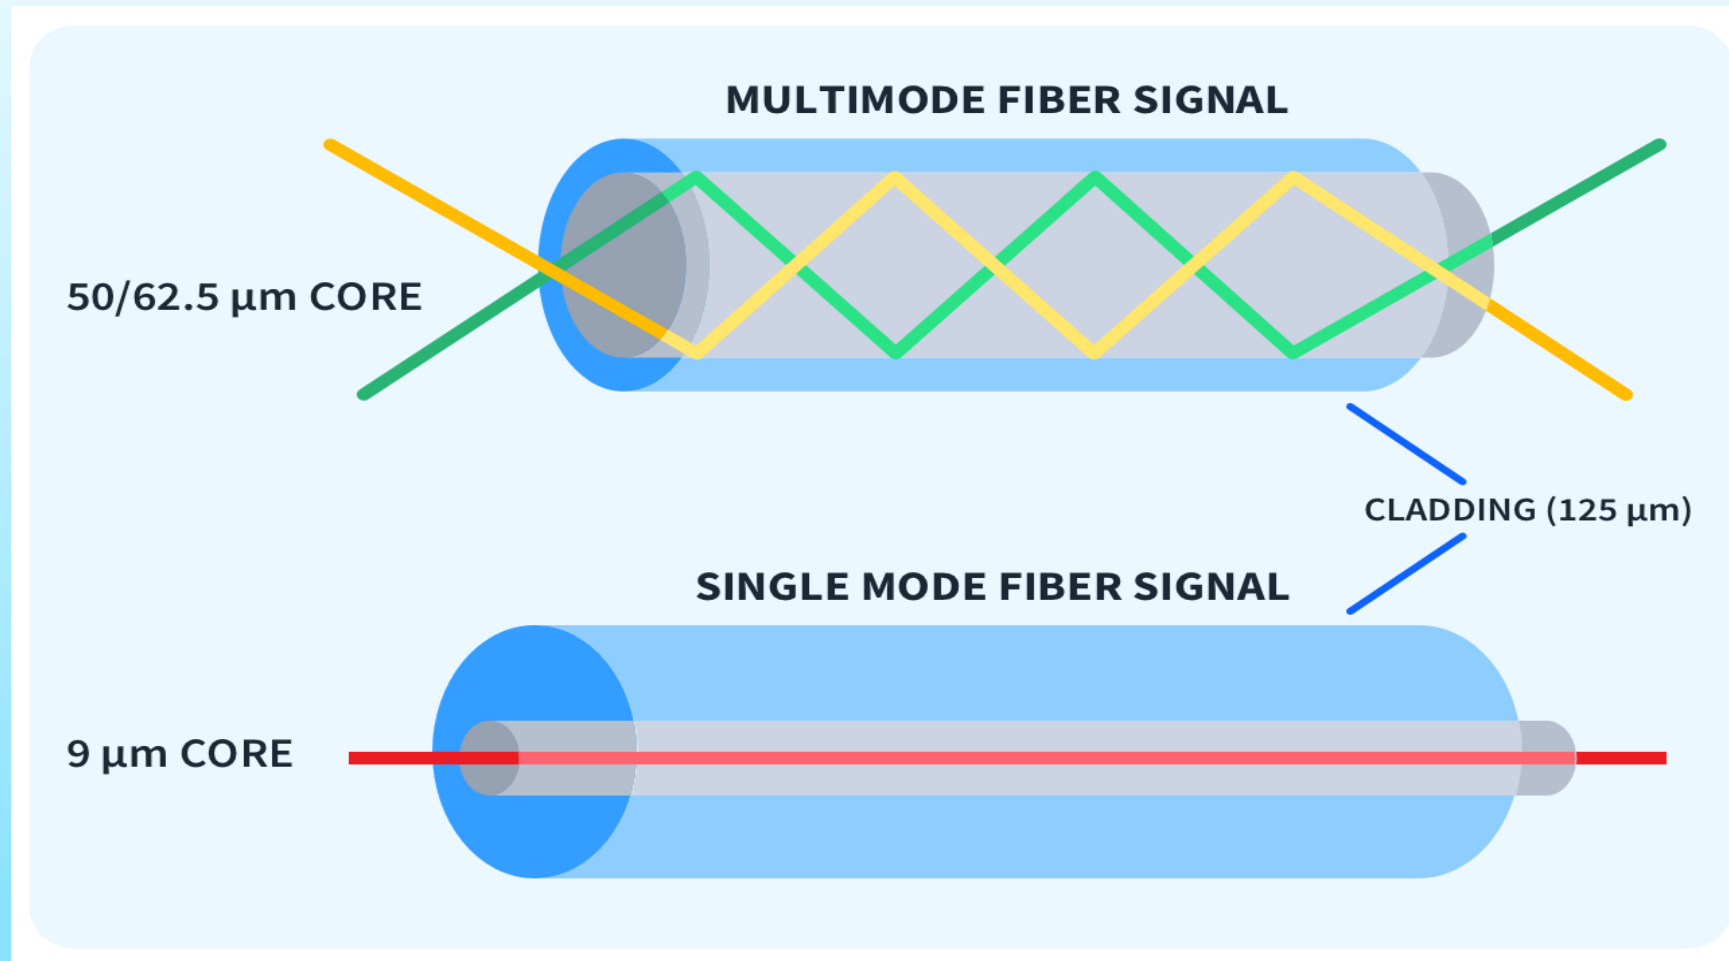 MULTIMODE FIBER SIGNAL
50/62.5 µm CORE
CLADDING (125 µm)
SINGLE MODE FIBER SIGNAL
9 µm CORE